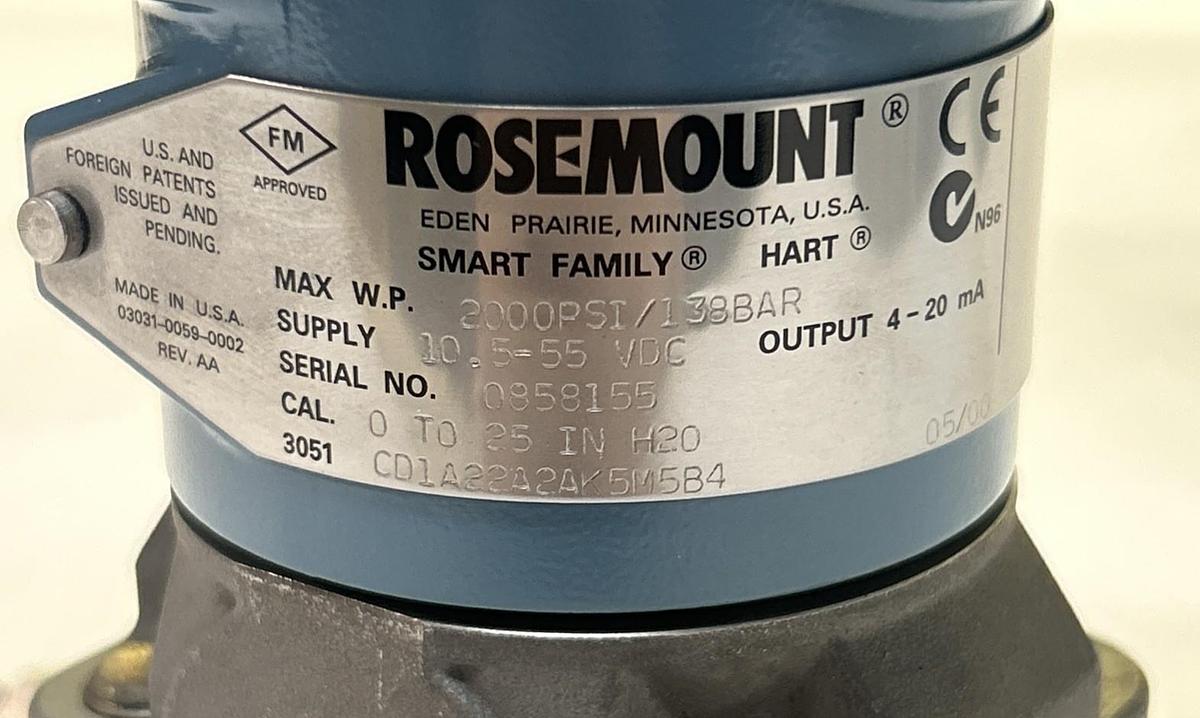 U.S. AND
FOREIGN PATENTS
ISSUED AND
PENDING.
FM
APPROVED
ROSEMOUNT ®
CE
N96
EDEN PRAIRIE, MINNESOTA, U.S.A.
SMART FAMILY ® HART ®
MADE IN U.S.A.
03031-0059-0002
REV. AA
MAX W.P. 2000PSI/138BAR
SUPPLY 10.5-55 VDC OUTPUT 4-20 mA
SERIAL NO. 0858155
CAL. 0 TO 25 IN H2O
3051 CD1A22A2AK5M5B4
05/00